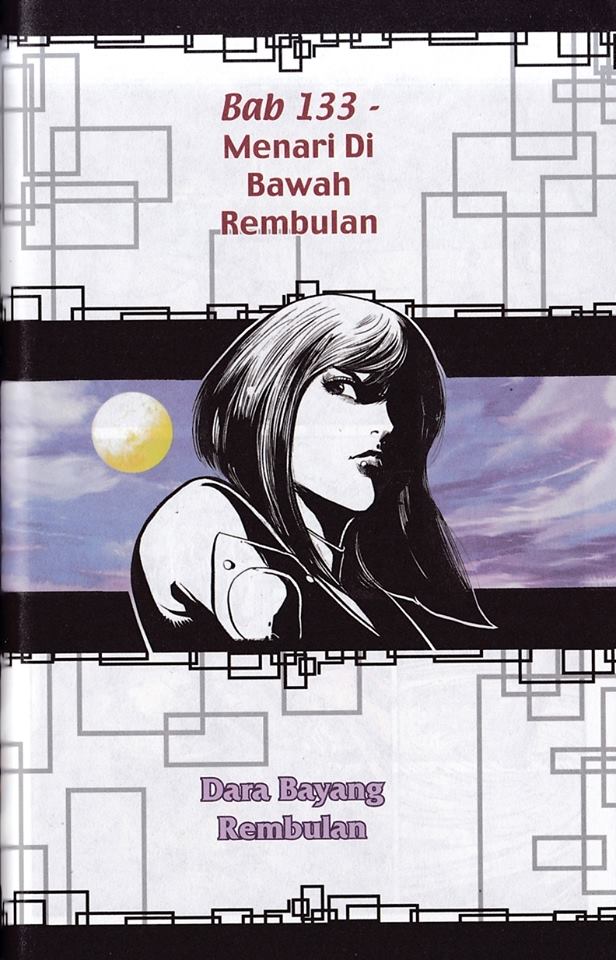 Bab 133 -
Menari Di
Bawah
Rembulan
Dara Bayang
Rembulan